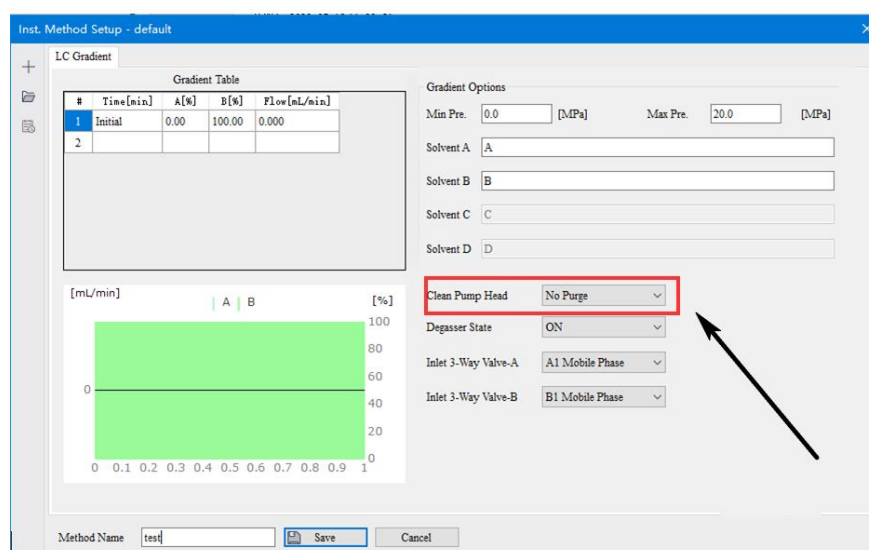 Inst. Method Setup - default
LC Gradient
Gradient Table
# Time[min] A[%] B[%] Flow[mL/min]
1 Initial 0.00 100.00 0.000
2
Gradient Options
Min Pre. 0.0 [MPa] Max Pre. 20.0 [MPa]
Solvent A A
Solvent B B
Solvent C C
Solvent D D
Clean Pump Head No Purge
Degasser State ON
Inlet 3-Way Valve-A A1 Mobile Phase
Inlet 3-Way Valve-B B1 Mobile Phase
[mL/min] A B [%]
100
80
60
0
40
20
0
0 0.1 0.2 0.3 0.4 0.5 0.6 0.7 0.8 0.9 1
Method Name test Save Cancel